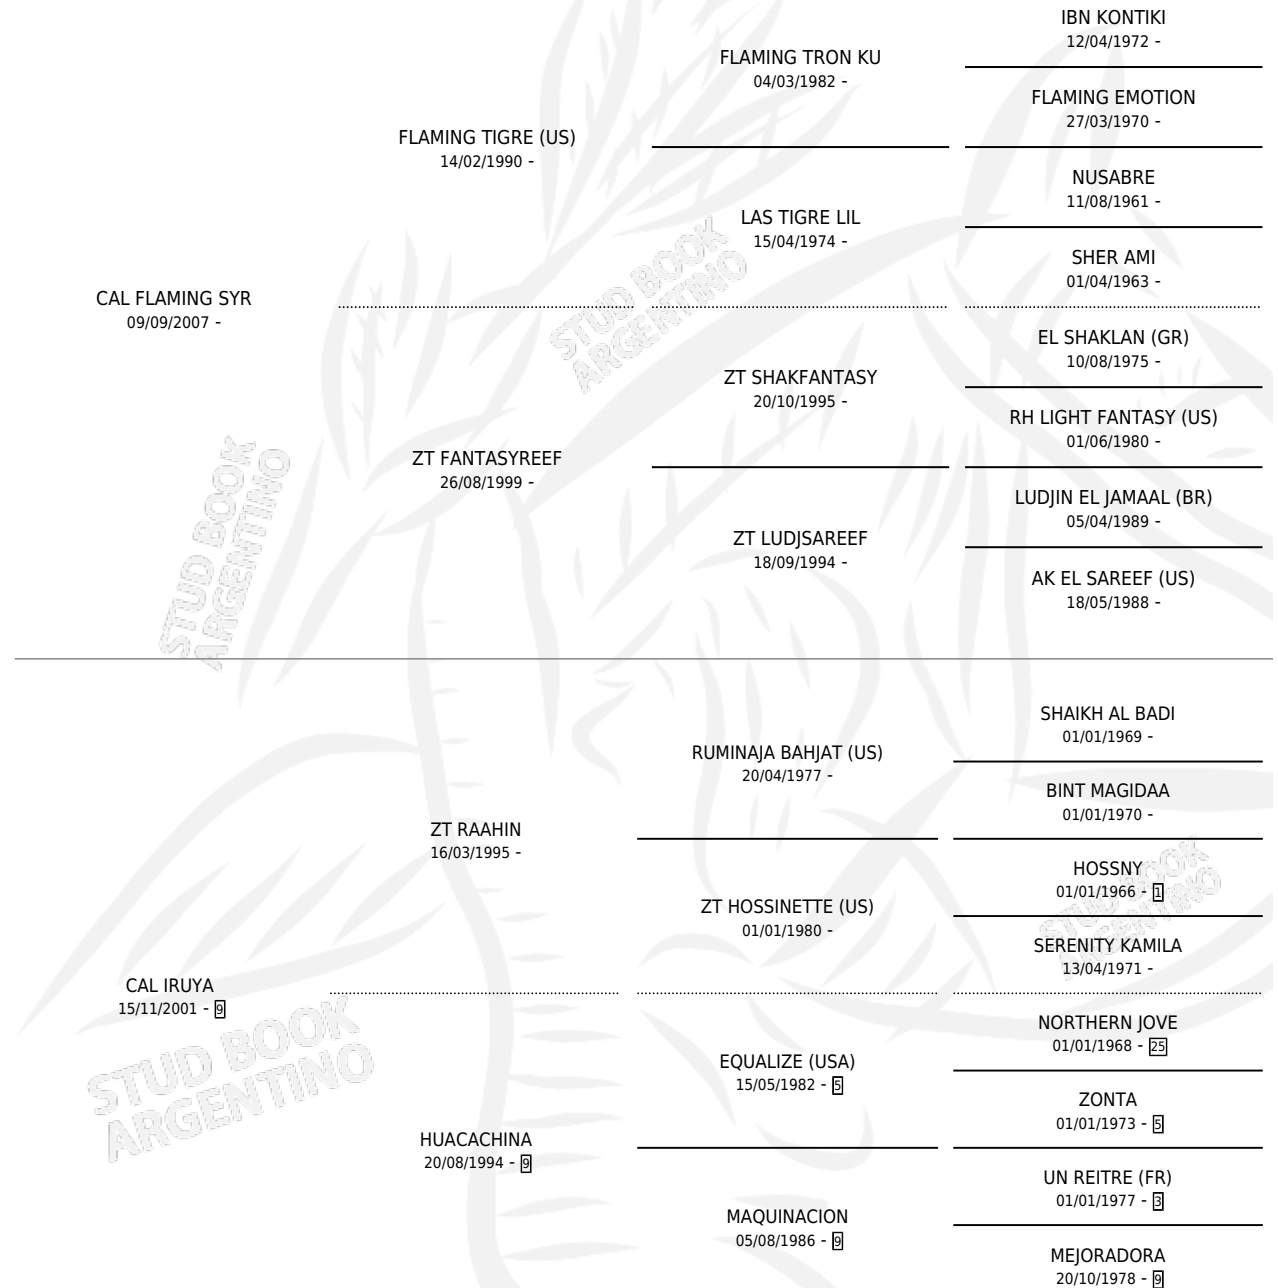 IBN KONTIKI
12/04/1972 -
FLAMING TRON KU
04/03/1982 -
FLAMING EMOTION
27/03/1970 -
FLAMING TIGRE (US)
14/02/1990 -
NUSABRE
11/08/1961 -
LAS TIGRE LIL
15/04/1974 -
SHER AMI
01/04/1963 -
CAL FLAMING SYR
09/09/2007 -
EL SHAKLAN (GR)
10/08/1975 -
ZT SHAKFANTASY
20/10/1995 -
RH LIGHT FANTASY (US)
01/06/1980 -
ZT FANTASYREEF
26/08/1999 -
LUDJIN EL JAMAAL (BR)
05/04/1989 -
ZT LUDJSAREEF
18/09/1994 -
AK EL SAREEF (US)
18/05/1988 -
STUD BOOK
ARGENTINO
STUD BOOK
ARGENTINO
SHAIKH AL BADI
01/01/1969 -
RUMINAJA BAHJAT (US)
20/04/1977 -
BINT MAGIDAA
01/01/1970 -
ZT RAAHIN
16/03/1995 -
HOSSNY
01/01/1966 - 1
ZT HOSSINETTE (US)
01/01/1980 -
SERENITY KAMILA
13/04/1971 -
STUD BOOK
ARGENTINO
CAL IRUYA
15/11/2001 - 9
NORTHERN JOVE
01/01/1968 - 25
EQUALIZE (USA)
15/05/1982 - 5
ZONTA
01/01/1973 - 5
STUD BOOK
ARGENTINO
HUACACHINA
20/08/1994 - 9
UN REITRE (FR)
01/01/1977 - 3
MAQUINACION
05/08/1986 - 9
MEJORADORA
20/10/1978 - 9